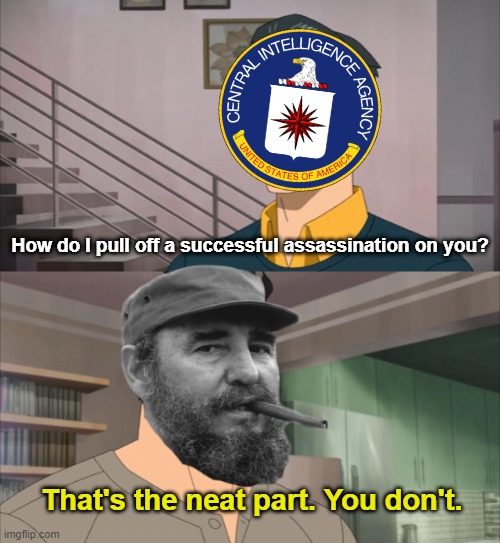 CENTRAL INTELLIGENCE AGENCY
UNITED STATES OF AMERICA
How do I pull off a successful assassination on you?
That's the neat part. You don't.
imgflip.com